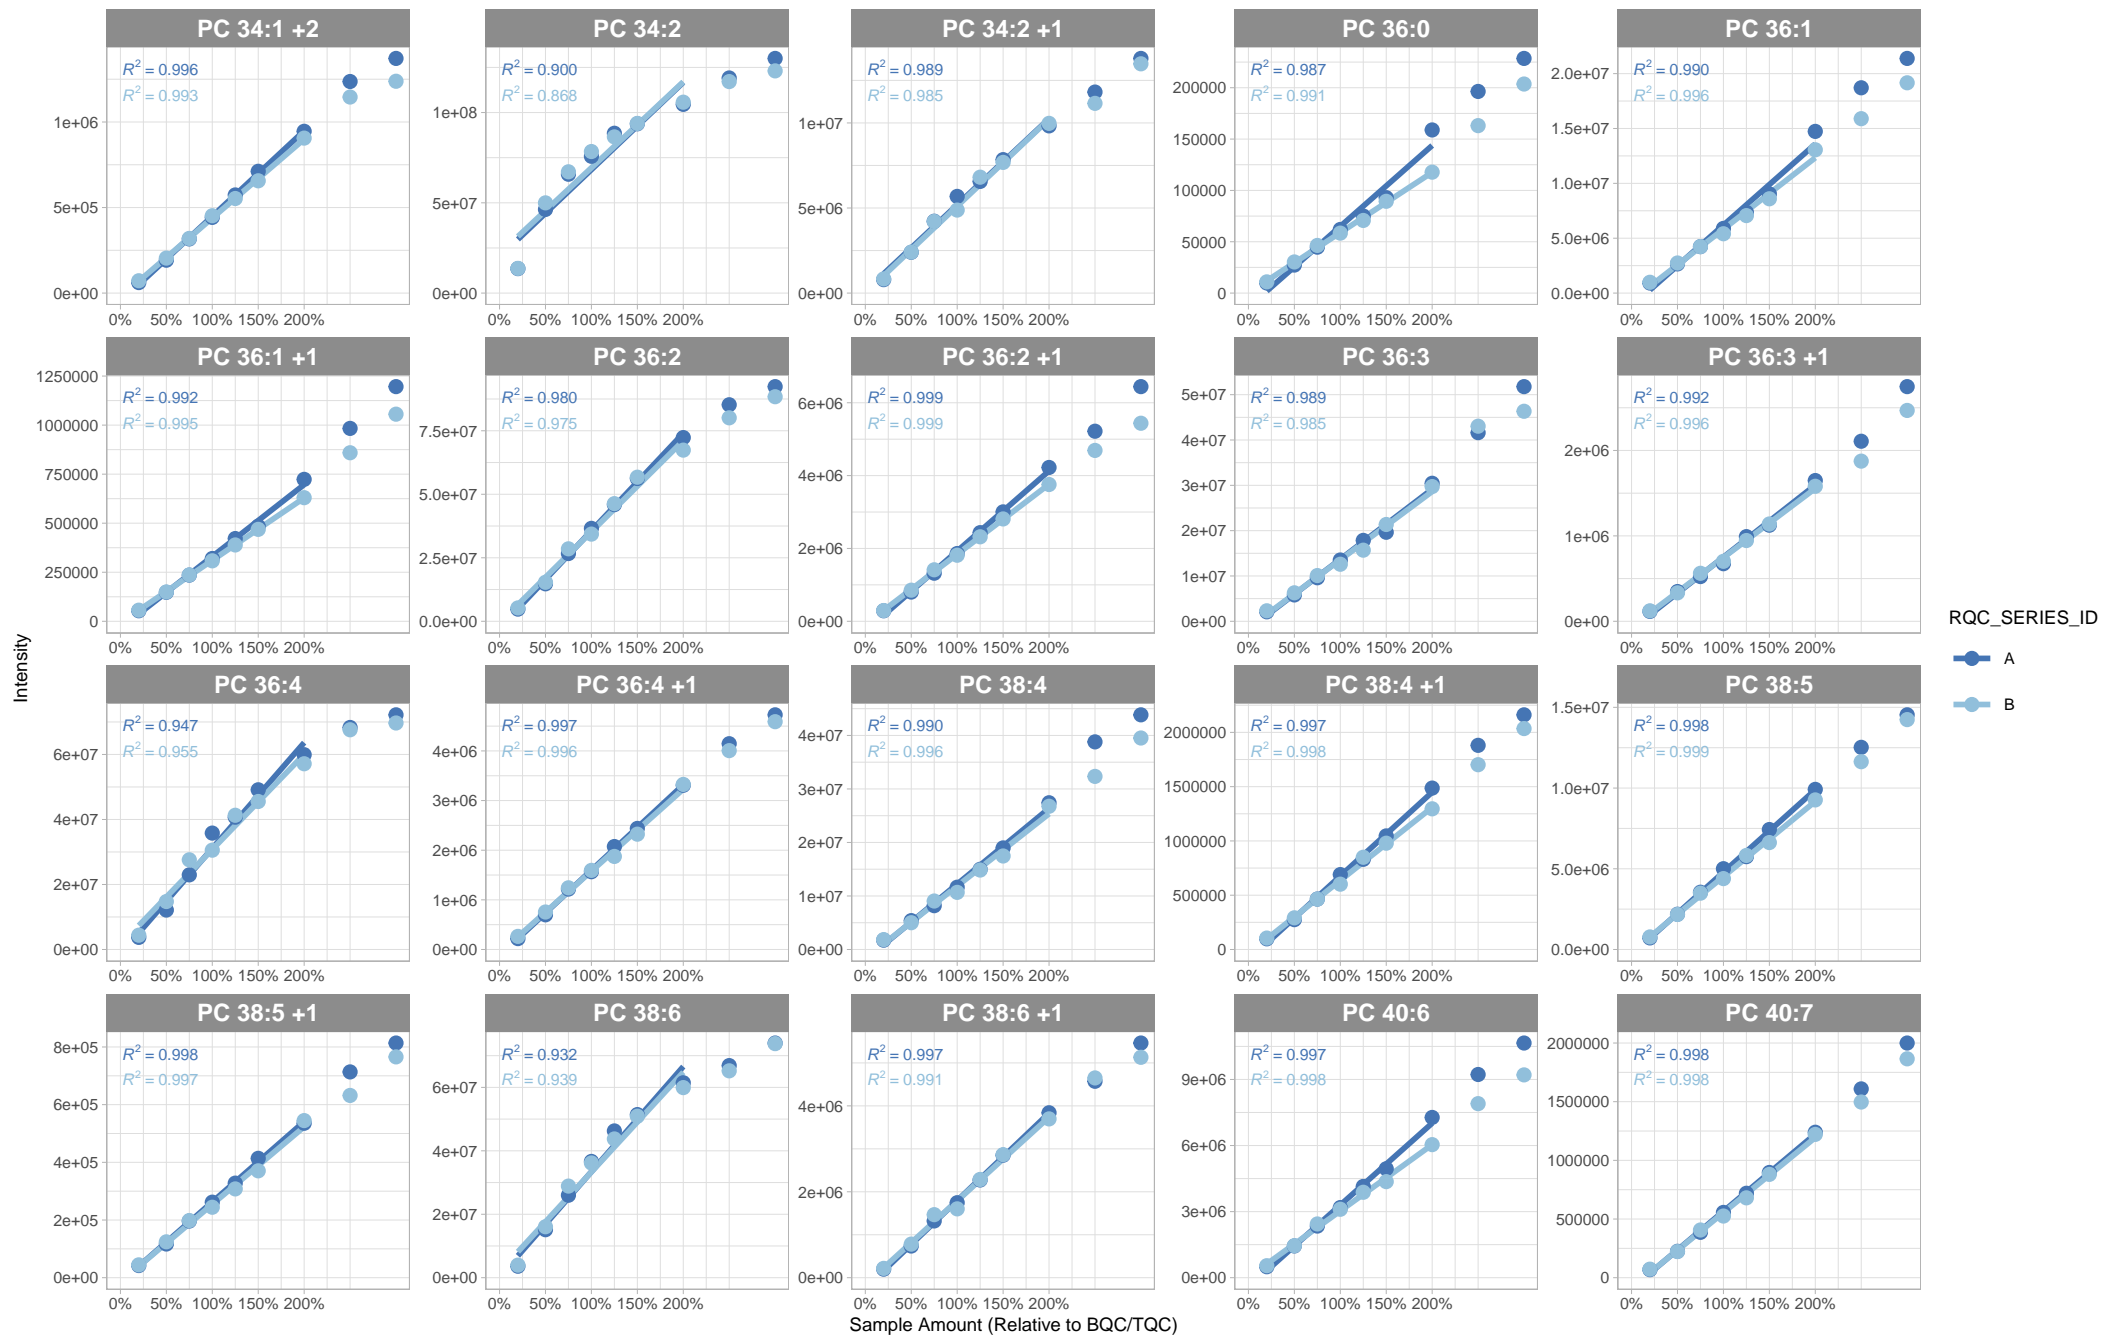 PC 34:1 +2
PC 34:2
PC 34:2 +1
PC 36:0
PC 36:1
R² = 0.996
R² = 0.993
1e+06
5e+05
0e+00
0% 50% 100% 150% 200%
R² = 0.900
R² = 0.868
1e+08
5e+07
0e+00
0% 50% 100% 150% 200%
R² = 0.989
R² = 0.985
1e+07
5e+06
0e+00
0% 50% 100% 150% 200%
R² = 0.987
R² = 0.991
200000
150000
100000
50000
0
0% 50% 100% 150% 200%
R² = 0.990
R² = 0.996
2.0e+07
1.5e+07
1.0e+07
5.0e+06
0.0e+00
0% 50% 100% 150% 200%
PC 36:1 +1
PC 36:2
PC 36:2 +1
PC 36:3
PC 36:3 +1
R² = 0.992
R² = 0.995
1250000
1000000
750000
500000
250000
0
0% 50% 100% 150% 200%
R² = 0.980
R² = 0.975
7.5e+07
5.0e+07
2.5e+07
0.0e+00
0% 50% 100% 150% 200%
R² = 0.999
R² = 0.999
6e+06
4e+06
2e+06
0e+00
0% 50% 100% 150% 200%
R² = 0.989
R² = 0.985
5e+07
4e+07
3e+07
2e+07
1e+07
0e+00
0% 50% 100% 150% 200%
R² = 0.992
R² = 0.996
2e+06
1e+06
0e+00
0% 50% 100% 150% 200%
PC 36:4
PC 36:4 +1
PC 38:4
PC 38:4 +1
PC 38:5
R² = 0.947
R² = 0.955
6e+07
4e+07
2e+07
0e+00
0% 50% 100% 150% 200%
R² = 0.997
R² = 0.996
4e+06
3e+06
2e+06
1e+06
0e+00
0% 50% 100% 150% 200%
R² = 0.990
R² = 0.996
4e+07
3e+07
2e+07
1e+07
0e+00
0% 50% 100% 150% 200%
R² = 0.997
R² = 0.998
2000000
1500000
1000000
500000
0
0% 50% 100% 150% 200%
R² = 0.998
R² = 0.999
1.5e+07
1.0e+07
5.0e+06
0.0e+00
0% 50% 100% 150% 200%
PC 38:5 +1
PC 38:6
PC 38:6 +1
PC 40:6
PC 40:7
R² = 0.998
R² = 0.997
8e+05
6e+05
4e+05
2e+05
0e+00
0% 50% 100% 150% 200%
R² = 0.932
R² = 0.939
6e+07
4e+07
2e+07
0e+00
0% 50% 100% 150% 200%
R² = 0.997
R² = 0.991
4e+06
2e+06
0e+00
0% 50% 100% 150% 200%
R² = 0.997
R² = 0.998
9e+06
6e+06
3e+06
0e+00
0% 50% 100% 150% 200%
R² = 0.998
R² = 0.998
2000000
1500000
1000000
500000
0
0% 50% 100% 150% 200%
Intensity
Sample Amount (Relative to BQC/TQC)
RQC_SERIES_ID
A
B